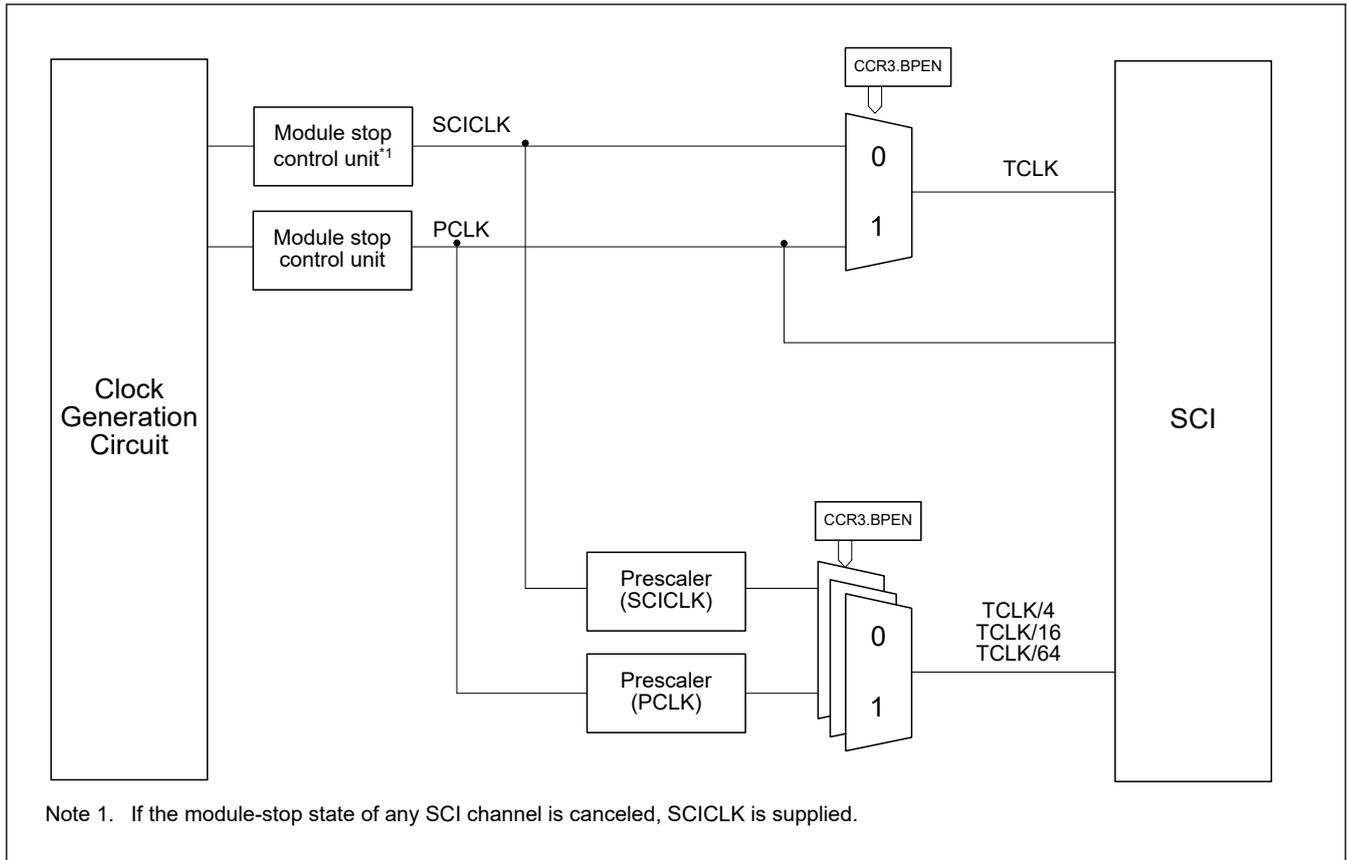 CCR3.BPEN
Module stop
control unit*1
SCICLK
0
1
TCLK
Module stop
control unit
PCLK
Clock
Generation
Circuit
SCI
CCR3.BPEN
Prescaler
(SCICLK)
0
1
TCLK/4
TCLK/16
TCLK/64
Prescaler
(PCLK)
Note 1. If the module-stop state of any SCI channel is canceled, SCICLK is supplied.